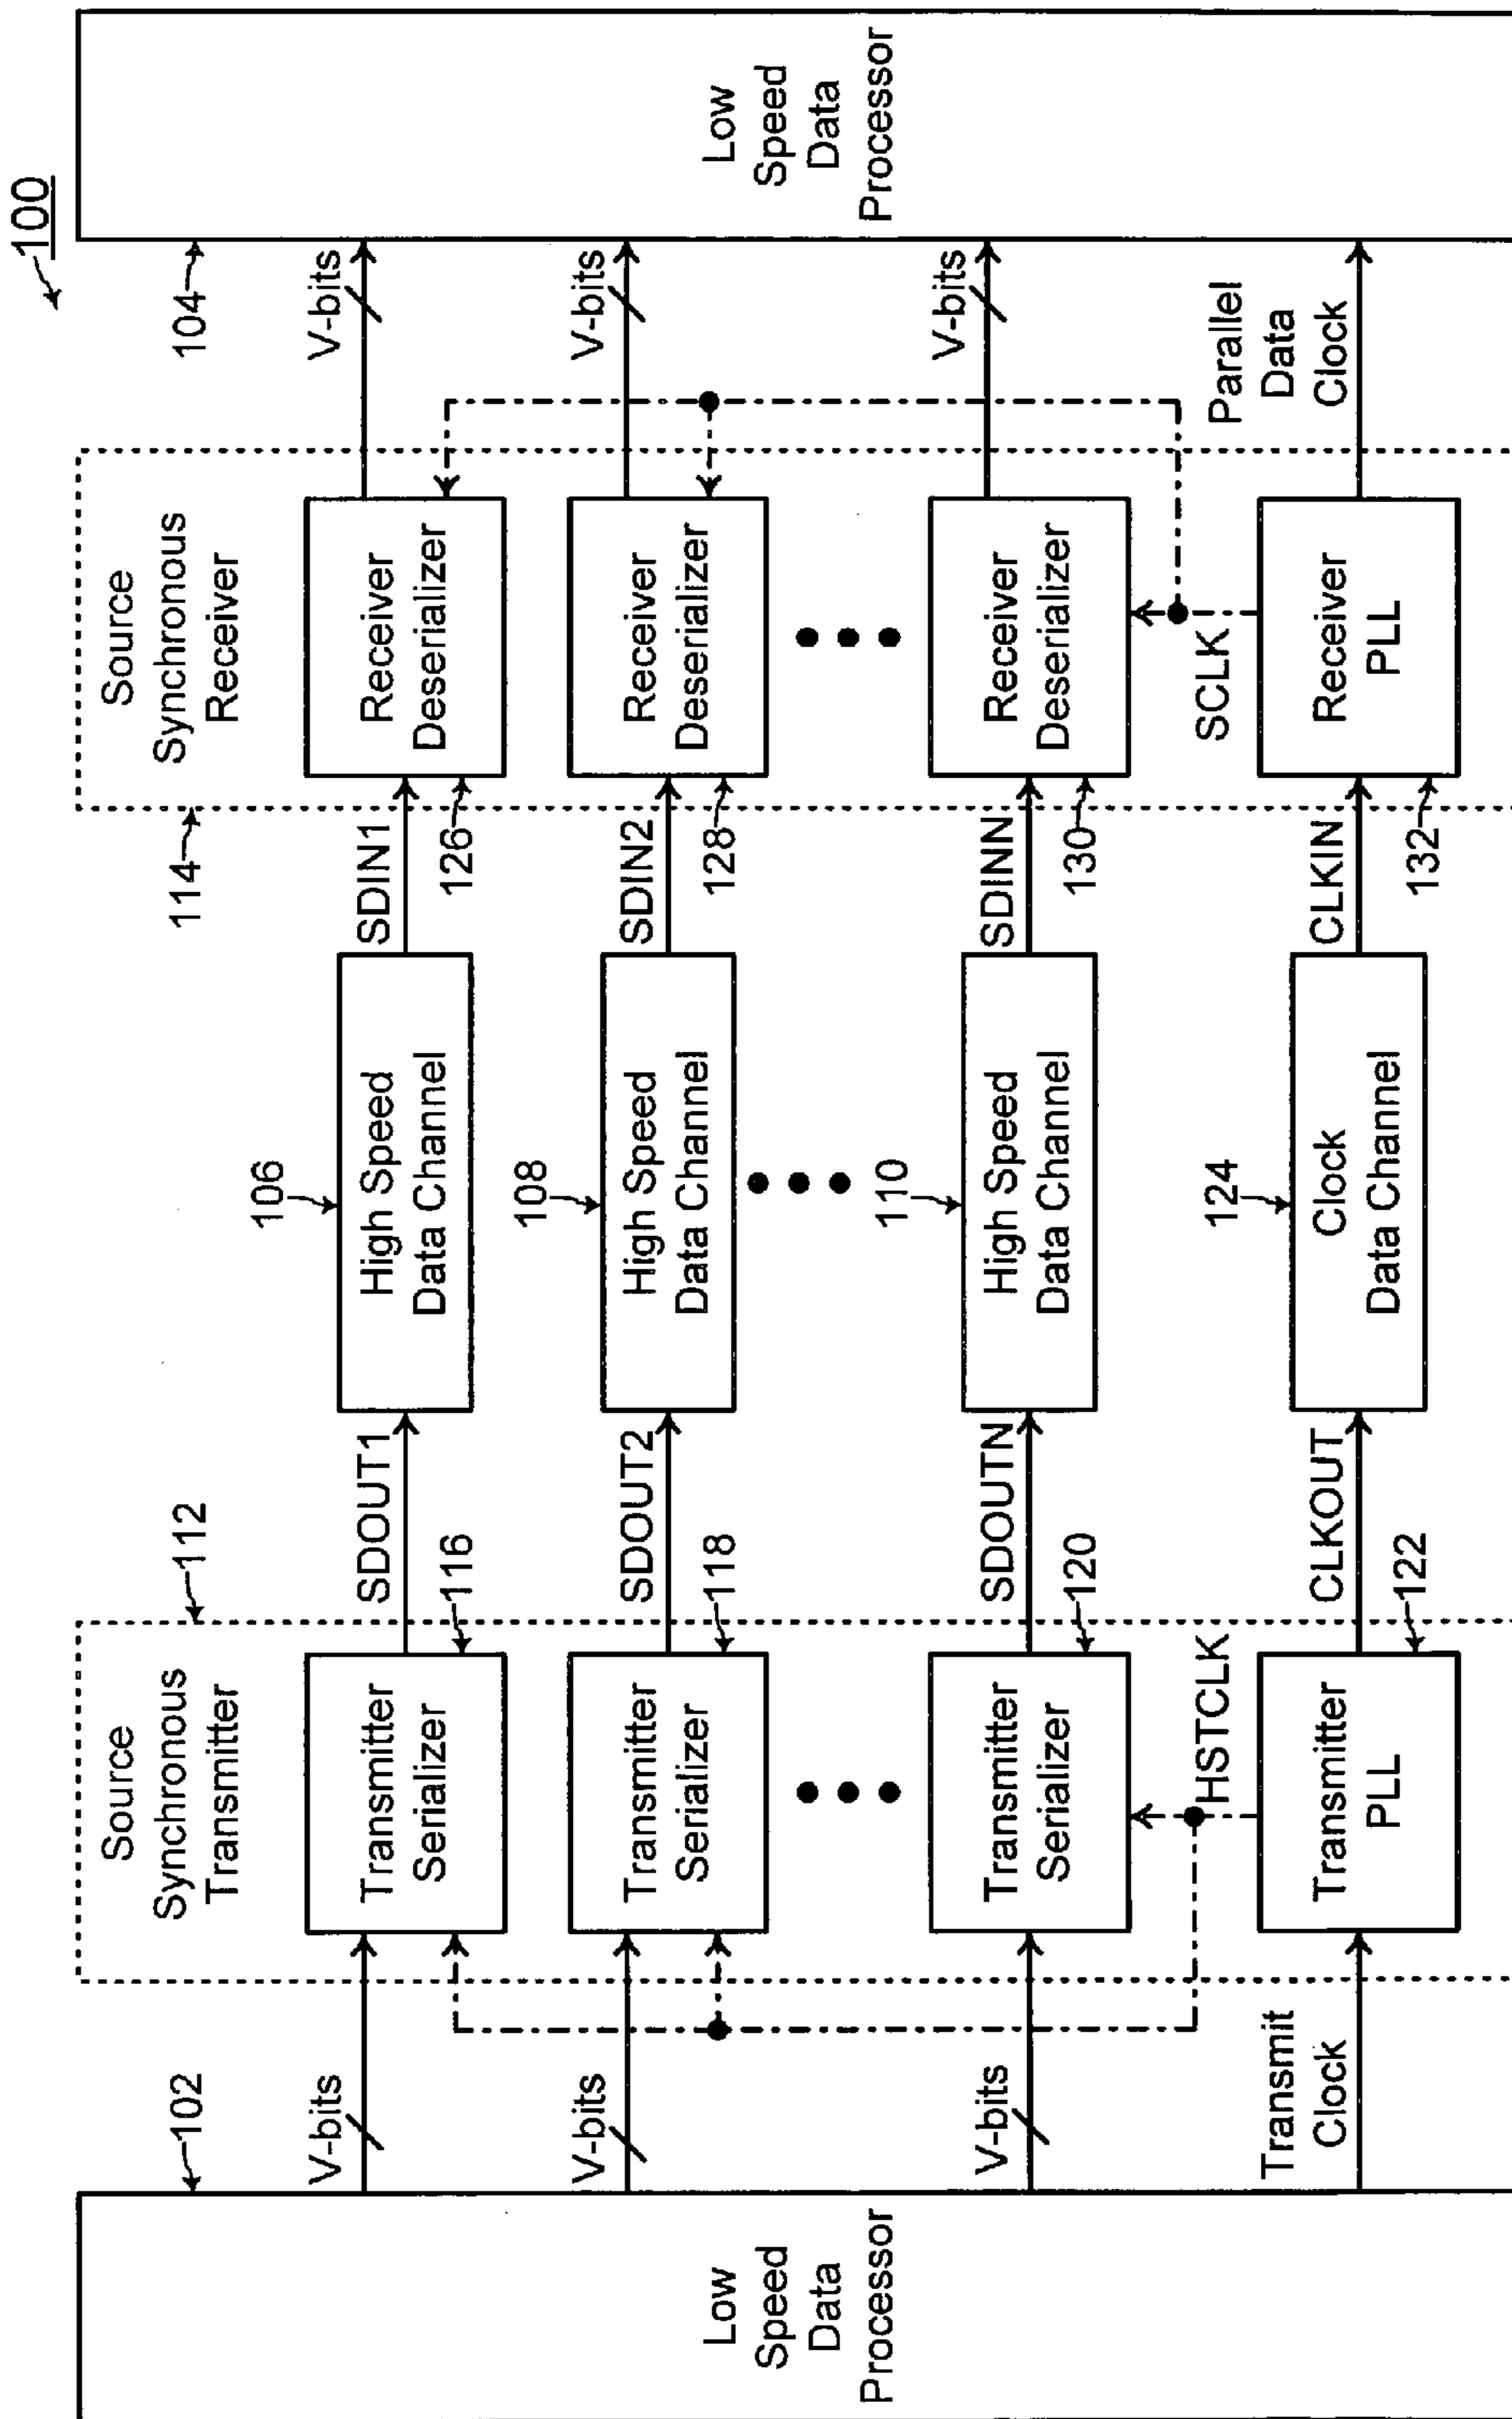 100
Low
Speed
Data
Processor
102
V-bits
V-bits
V-bits
Transmit
Clock
Source
Synchronous
Transmitter
112
Transmitter
Serializer
116
Transmitter
Serializer
118
Transmitter
Serializer
120
HSTCLK
Transmitter
PLL
122
SDOUT1
SDOUT2
SDOUTN
CLKOUT
106
High Speed
Data Channel
108
High Speed
Data Channel
110
High Speed
Data Channel
124
Clock
Data Channel
SDIN1
SDIN2
SDINN
CLKIN
114
Source
Synchronous
Receiver
Receiver
Deserializer
126
Receiver
Deserializer
128
Receiver
Deserializer
130
SCLK
Receiver
PLL
132
V-bits
V-bits
V-bits
Parallel
Data
Clock
104
Low
Speed
Data
Processor